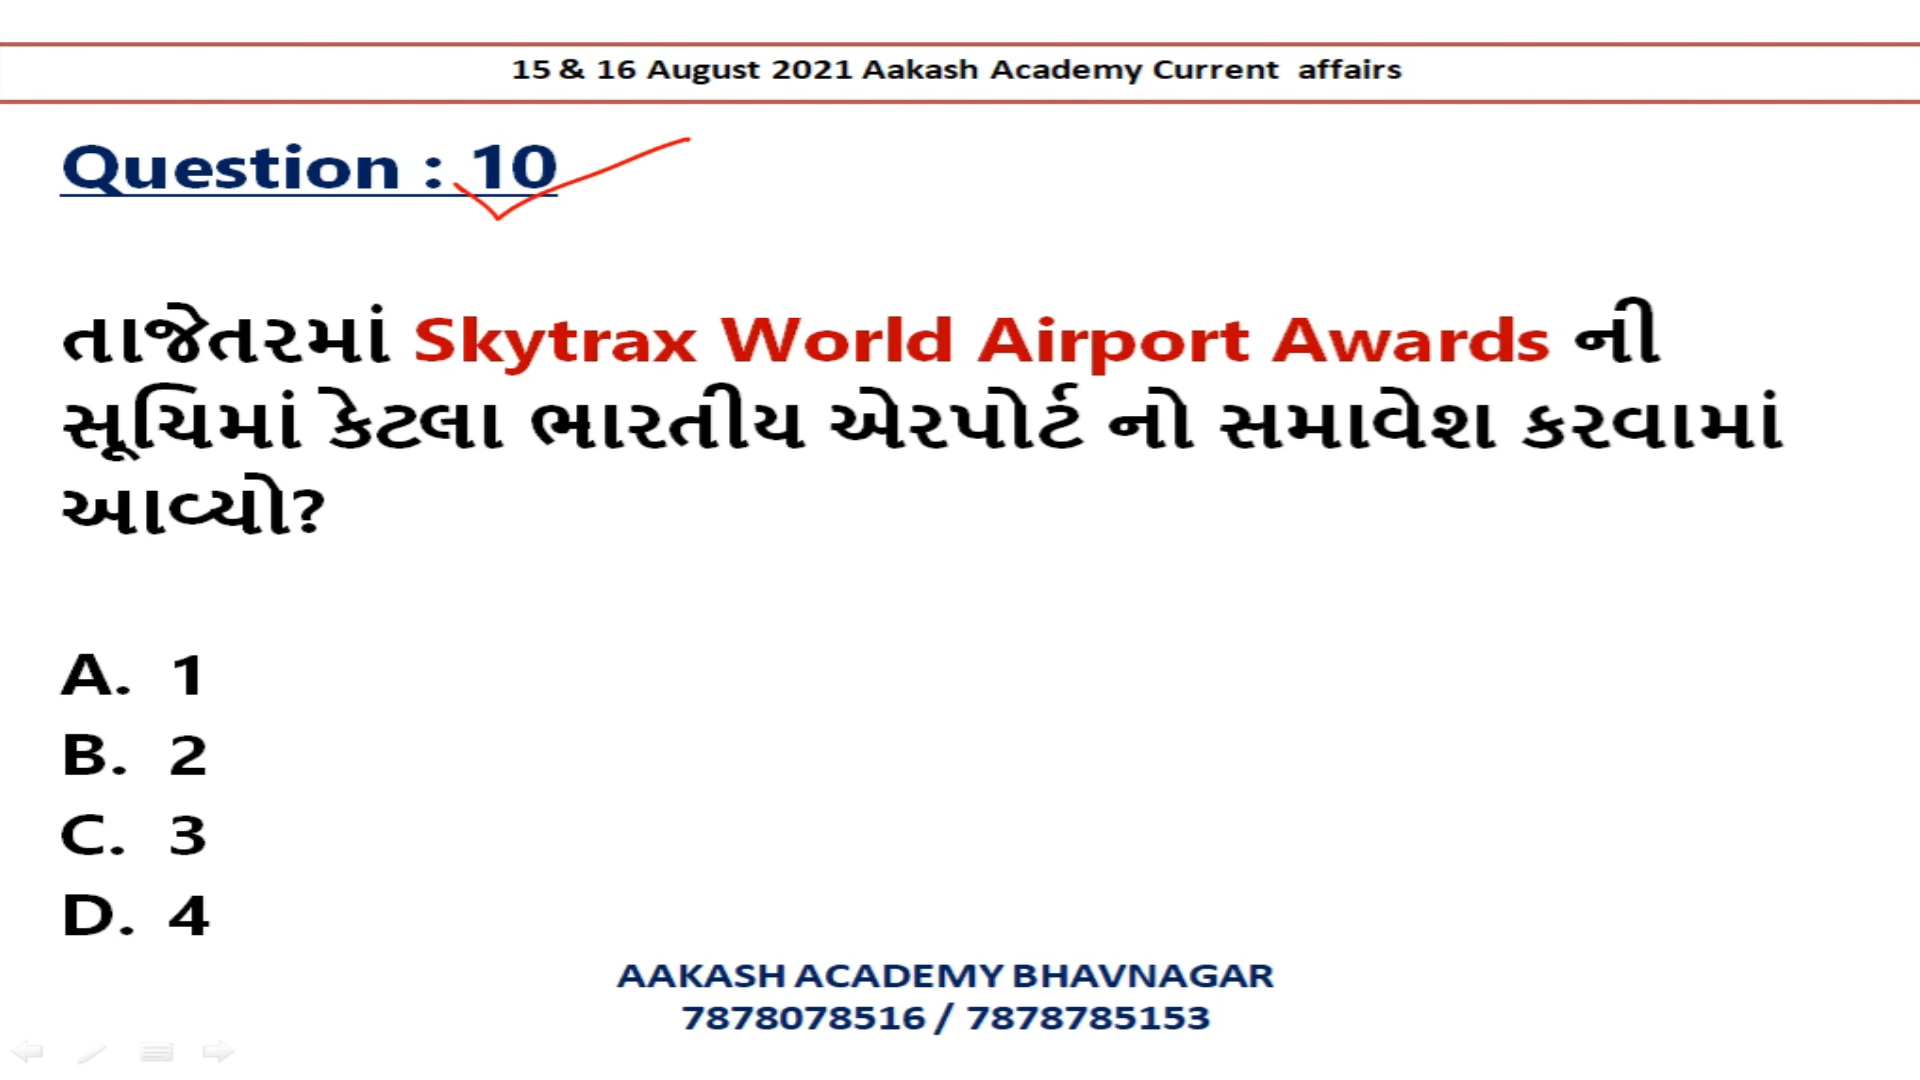 15 & 16 August 2021 Aakash Academy Current affairs
Question : 10
તાજેતરમાં Skytrax World Airport Awards ની
સૂચિમાં કેટલા ભારતીય એરપોર્ટ નો સમાવેશ કરવામાં
આવ્યો?
A. 1
B. 2
C. 3
D. 4
AAKASH ACADEMY BHAVNAGAR
7878078516 / 7878785153